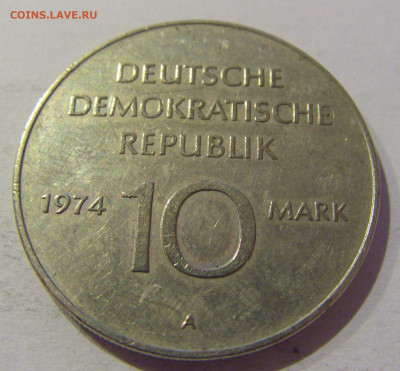 COINS.LAVE.RU
DEUTSCHE
DEMOKRATISCHE
REPUBLIK
1974 10 MARK
A